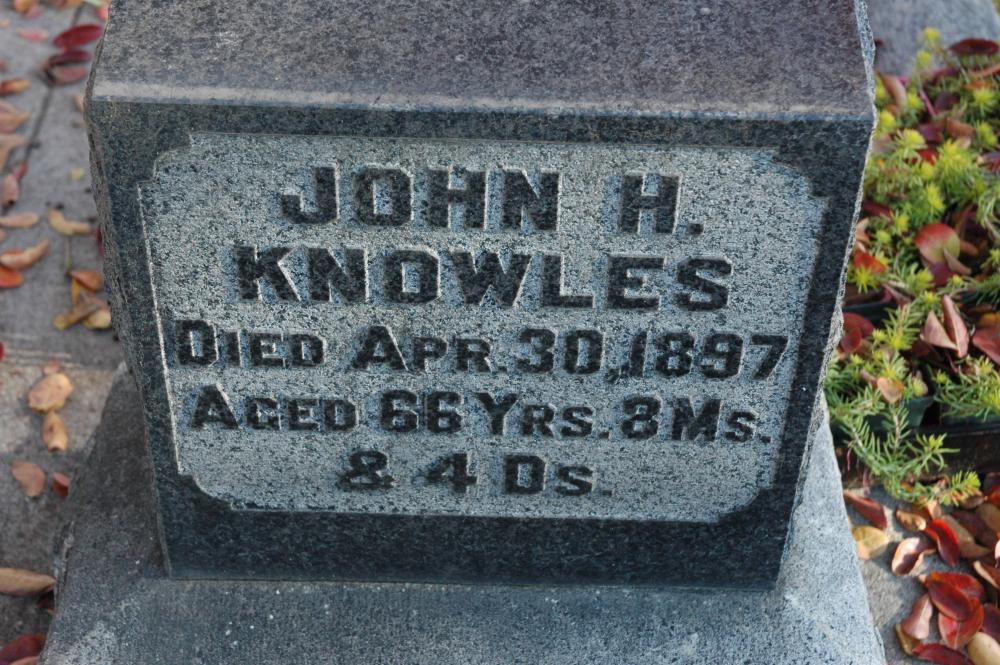 JOHN H.
KNOWLES
DIED APR. 30, 1897
AGED 66 YRS. 8 MS.
& 4 DS.